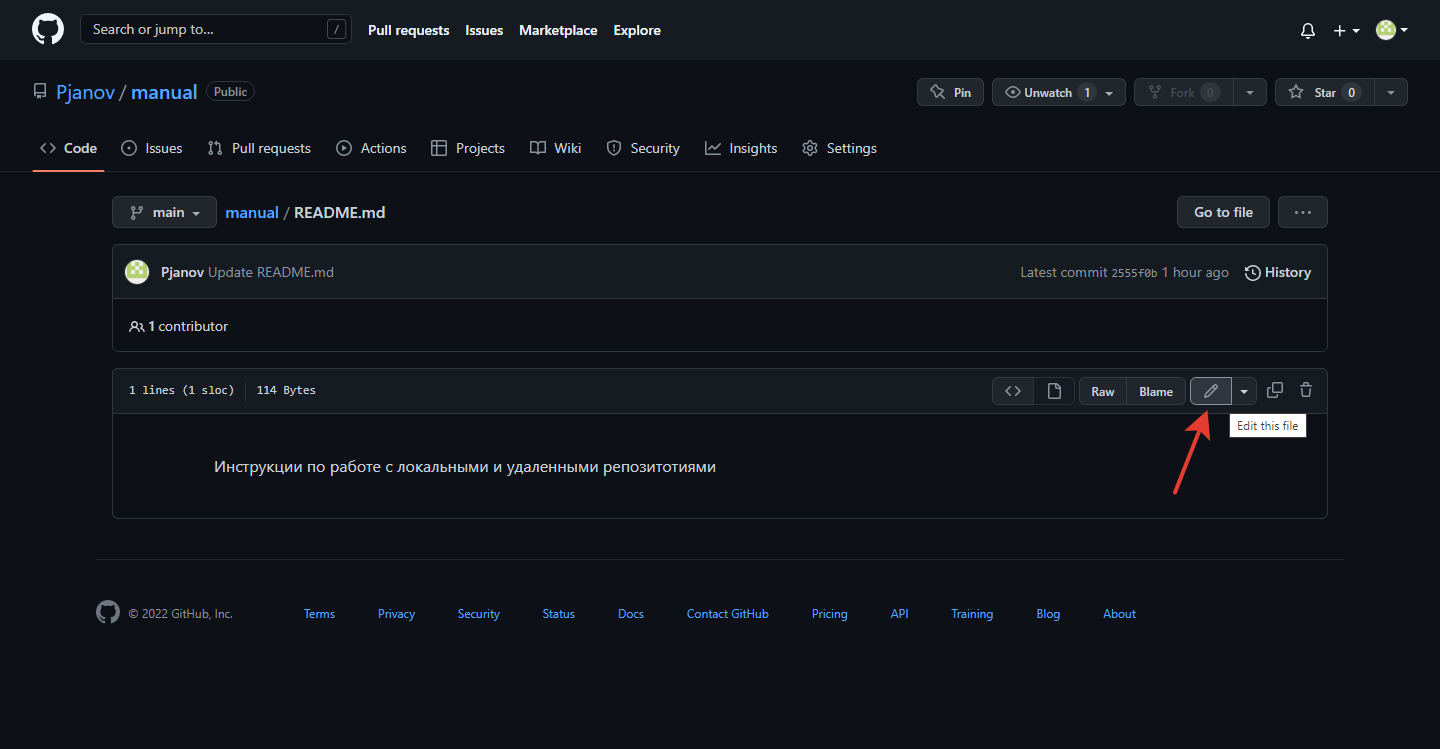 Search or jump to... /
Pull requests Issues Marketplace Explore
Pjanov / manual Public
Pin Unwatch 1 Fork 0 Star 0
Code Issues Pull requests Actions Projects Wiki Security Insights Settings
main manual / README.md Go to file ...
Pjanov Update README.md Latest commit 2555f0b 1 hour ago History
1 contributor
1 lines (1 sloc) 114 Bytes <> Raw Blame
Edit this file
Инструкции по работе с локальными и удаленными репозитотиями
© 2022 GitHub, Inc. Terms Privacy Security Status Docs Contact GitHub Pricing API Training Blog About